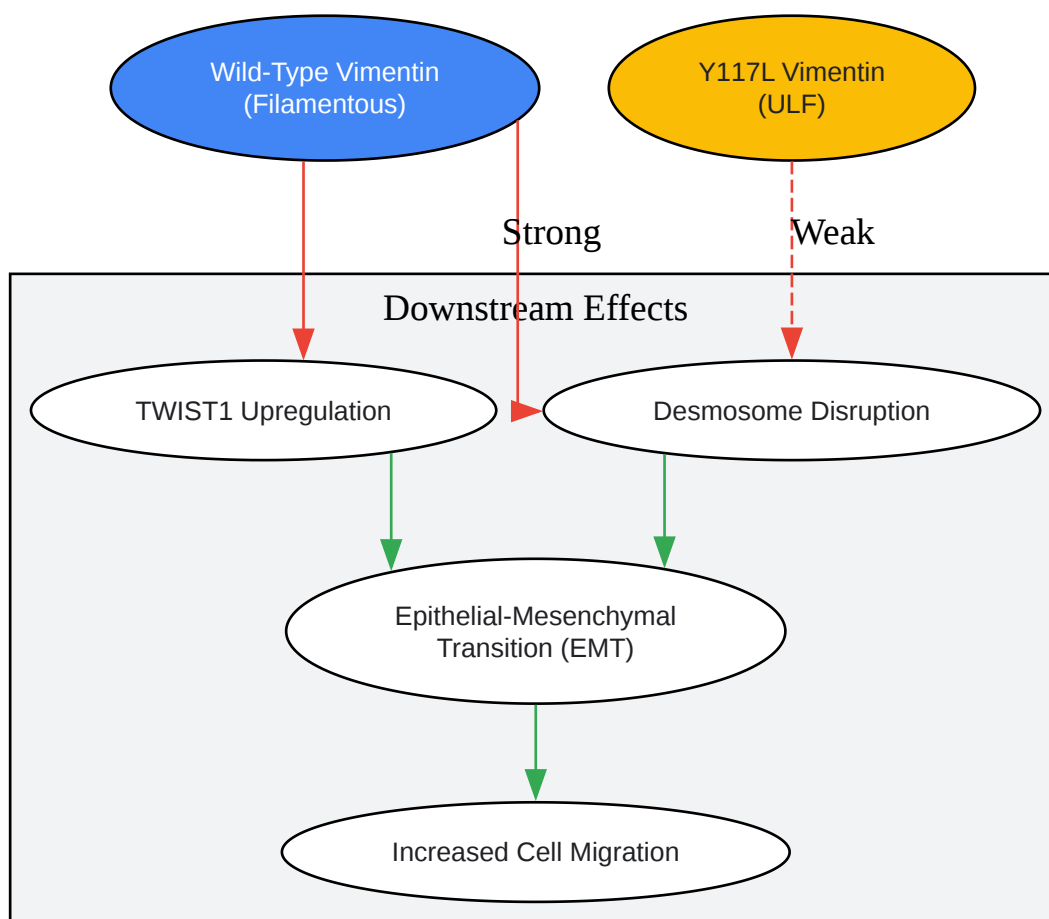 Wild-Type Vimentin
(Filamentous)
Y117L Vimentin
(ULF)
Strong
Weak
Downstream Effects
TWIST1 Upregulation
Desmosome Disruption
Epithelial-Mesenchymal
Transition (EMT)
Increased Cell Migration